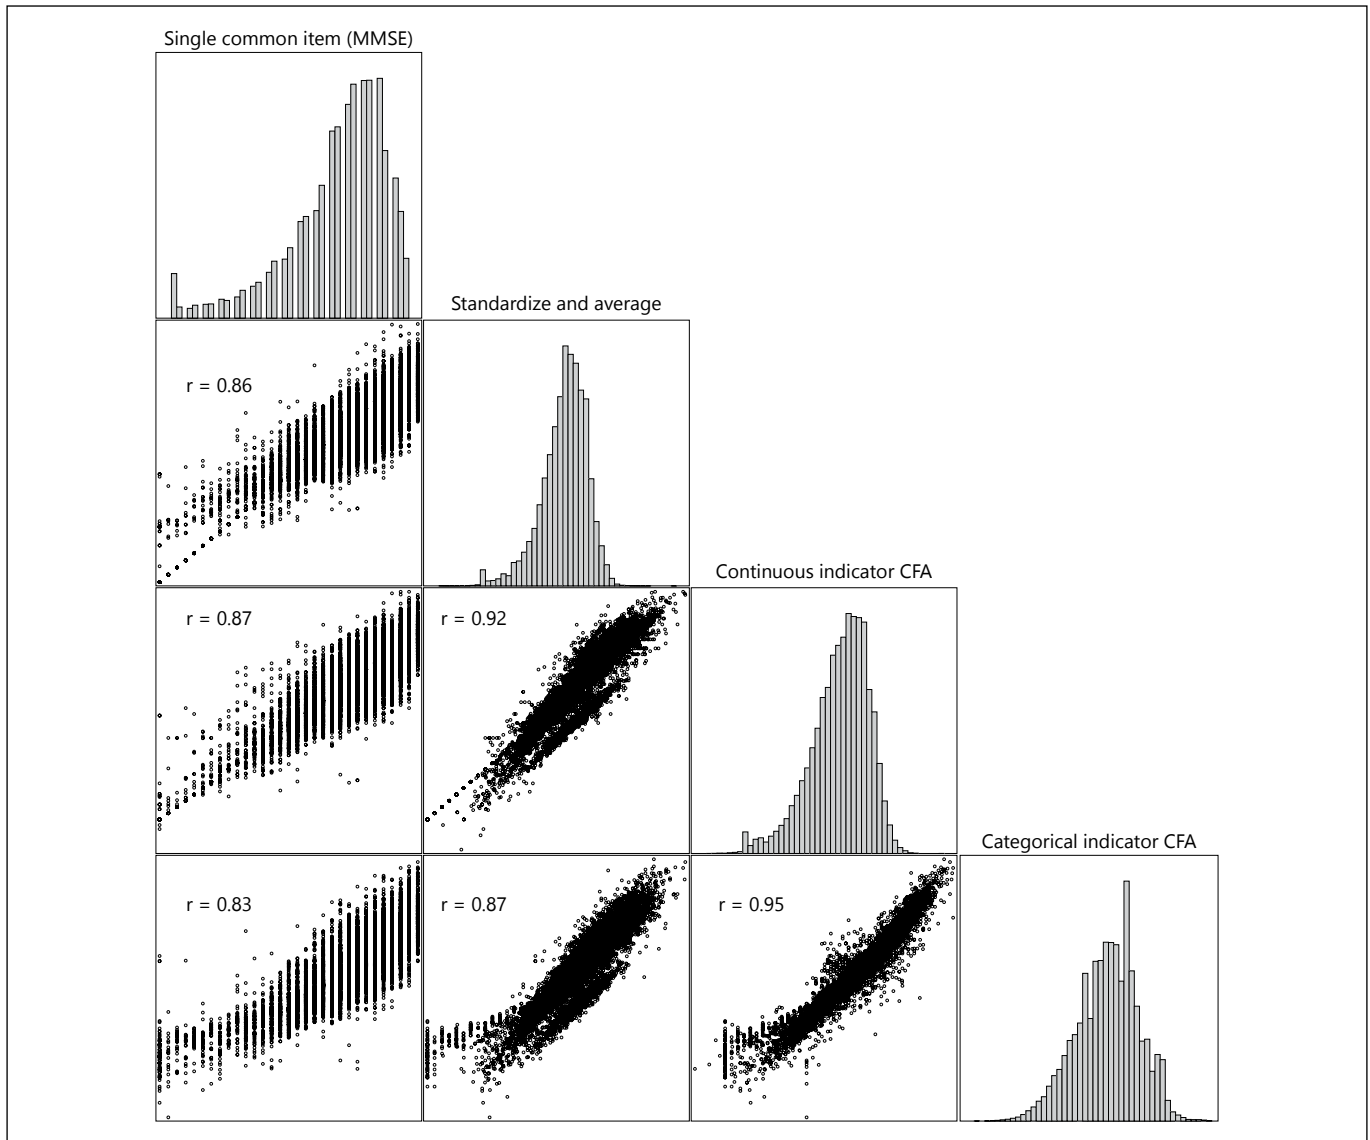 Single common item (MMSE)
Standardize and average
r = 0.86
Continuous indicator CFA
r = 0.87
r = 0.92
Categorical indicator CFA
r = 0.83
r = 0.87
r = 0.95